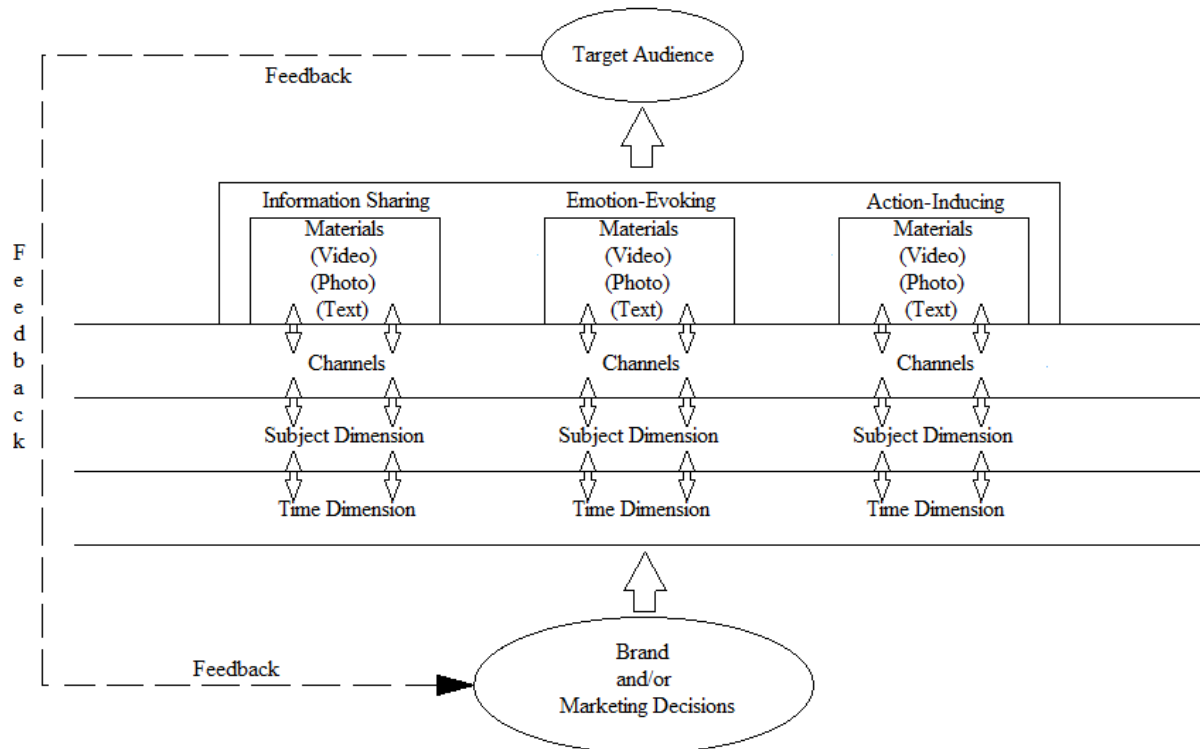 Target Audience
Feedback
Information Sharing
Emotion-Evoking
Action-Inducing
Materials
(Video)
(Photo)
(Text)
Materials
(Video)
(Photo)
(Text)
Materials
(Video)
(Photo)
(Text)
Feedback
Channels
Channels
Channels
Subject Dimension
Subject Dimension
Subject Dimension
Time Dimension
Time Dimension
Time Dimension
Feedback
Brand
and/or
Marketing Decisions